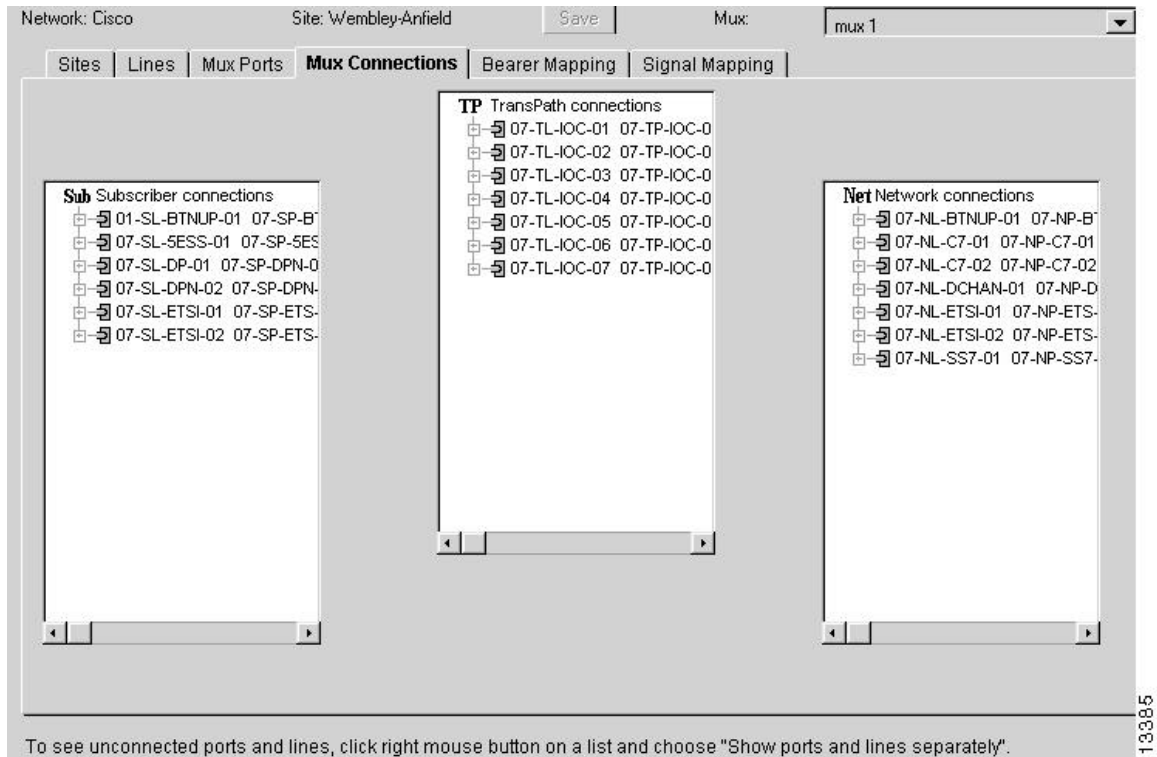 Network: Cisco Site: Wembley-Anfield Save Mux: mux 1
Sites Lines Mux Ports Mux Connections Bearer Mapping Signal Mapping
TP TransPath connections
07-TL-IOC-01 07-TP-IOC-0
07-TL-IOC-02 07-TP-IOC-0
07-TL-IOC-03 07-TP-IOC-0
07-TL-IOC-04 07-TP-IOC-0
07-TL-IOC-05 07-TP-IOC-0
07-TL-IOC-06 07-TP-IOC-0
07-TL-IOC-07 07-TP-IOC-0
Sub Subscriber connections
01-SL-BTNUP-01 07-SP-BT
07-SL-5ESS-01 07-SP-5ES
07-SL-DP-01 07-SP-DPN-0
07-SL-DPN-02 07-SP-DPN-
07-SL-ETSI-01 07-SP-ETS-
07-SL-ETSI-02 07-SP-ETS-
Net Network connections
07-NL-BTNUP-01 07-NP-BT
07-NL-C7-01 07-NP-C7-01
07-NL-C7-02 07-NP-C7-02
07-NL-DCHAN-01 07-NP-D
07-NL-ETSI-01 07-NP-ETS-
07-NL-ETSI-02 07-NP-ETS-
07-NL-SS7-01 07-NP-SS7-
To see unconnected ports and lines, click right mouse button on a list and choose "Show ports and lines separately".
13385